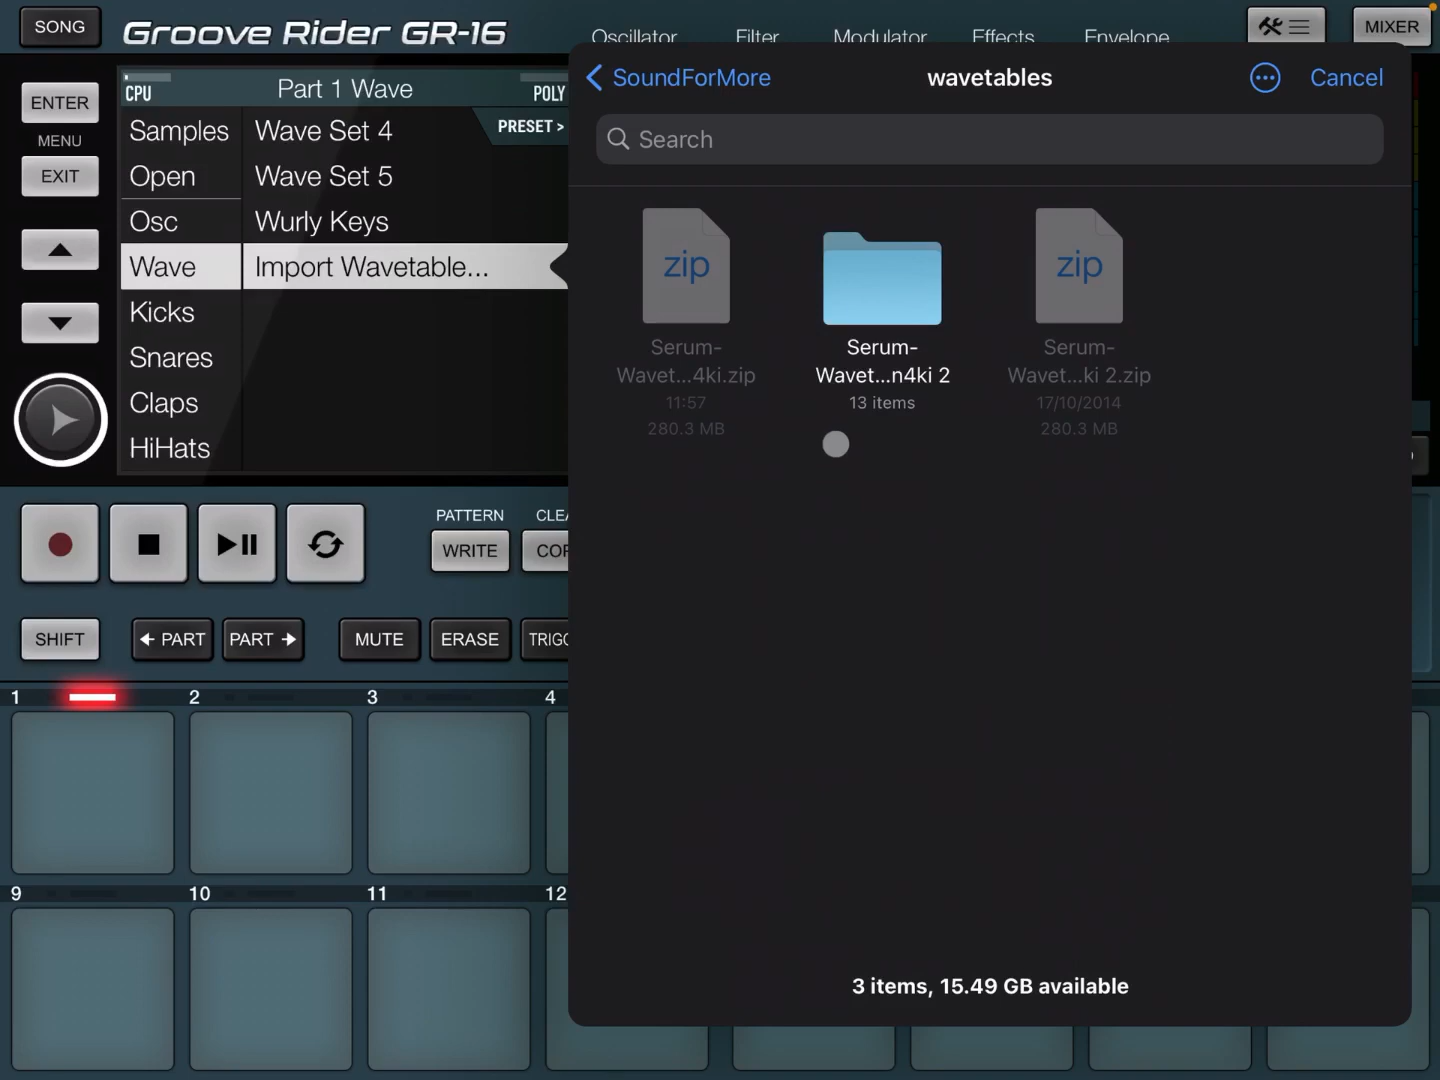 SONG
Groove Rider GR-16
Oscillator
Filter
Modulator
Effects
Envelope
MIXER
ENTER
MENU
EXIT
CPU
Part 1 Wave
POLY
PRESET >
Samples
Open
Osc
Wave
Kicks
Snares
Claps
HiHats
Wave Set 4
Wave Set 5
Wurly Keys
Import Wavetable...
SoundForMore
wavetables
Cancel
Search
zip
Serum-
Wavet...4ki.zip
11:57
280.3 MB
Serum-
Wavet...n4ki 2
13 items
zip
Serum-
Wavet...ki 2.zip
17/10/2014
280.3 MB
3 items, 15.49 GB available
PATTERN
WRITE
CLEA
COP
SHIFT
PART
PART
MUTE
ERASE
TRIGG
1
2
3
4
9
10
11
12